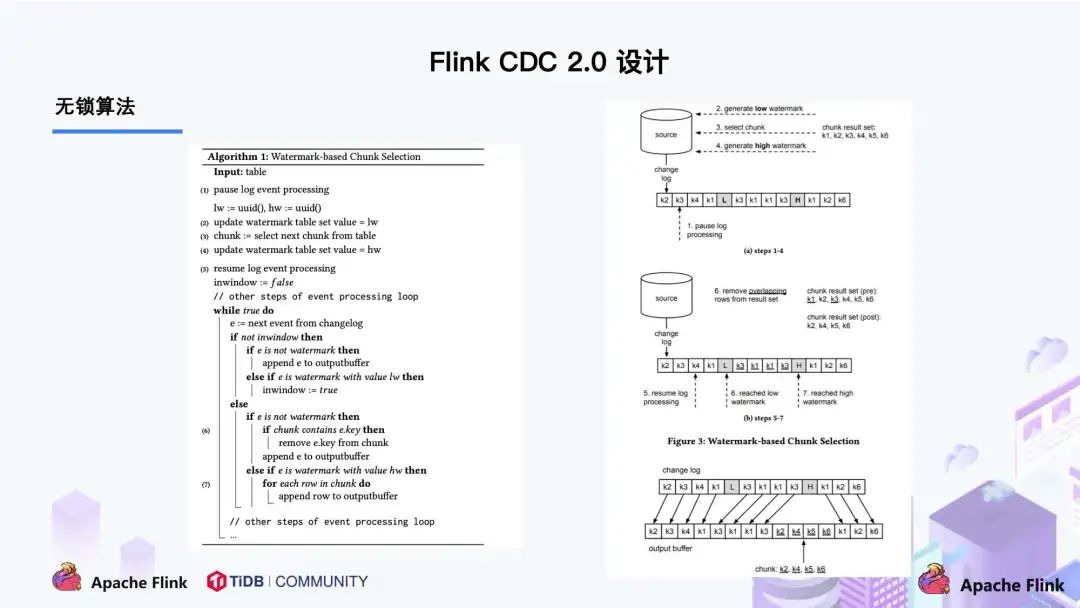 Flink CDC 2.0 设计
无锁算法
Algorithm 1: Watermark-based Chunk Selection
Input: table
(1) pause log event processing
lw := uuid(), hw := uuid()
(2) update watermark table set value = lw
(3) chunk := select next chunk from table
(4) update watermark table set value = hw
(5) resume log event processing
inwindow := false
// other steps of event processing loop
while true do
e := next event from changelog
if not inwindow then
if e is not watermark then
append e to outputbuffer
else if e is watermark with value lw then
inwindow := true
else
if e is not watermark then
(6) if chunk contains e.key then
remove e.key from chunk
append e to outputbuffer
else if e is watermark with value hw then
(7) for each row in chunk do
append row to outputbuffer
// other steps of event processing loop
...
source
2. generate low watermark
3. select chunk
4. generate high watermark
chunk result set:
k1, k2, k3, k4, k5, k6
change
log
k2 k3 k4 k1 L k3 k1 k1 k3 H k1 k2 k6
1. pause log
processing
(a) steps 1-4
source
6. remove overlapping
rows from result set
chunk result set (pre):
k1, k2, k3, k4, k5, k6
chunk result set (post):
k2, k4, k5, k6
change
log
k2 k3 k4 k1 L k3 k1 k1 k3 H k1 k2 k6
5. resume log
processing
6. reached low
watermark
7. reached high
watermark
(b) steps 5-7
Figure 3: Watermark-based Chunk Selection
change log
k2 k3 k4 k1 L k3 k1 k1 k3 H k1 k2 k6
k2 k3 k4 k1 k3 k1 k1 k3 k2 k4 k5 k6 k1 k2 k6
output buffer
chunk: k2, k4, k5, k6
Apache Flink
TiDB | COMMUNITY
Apache Flink